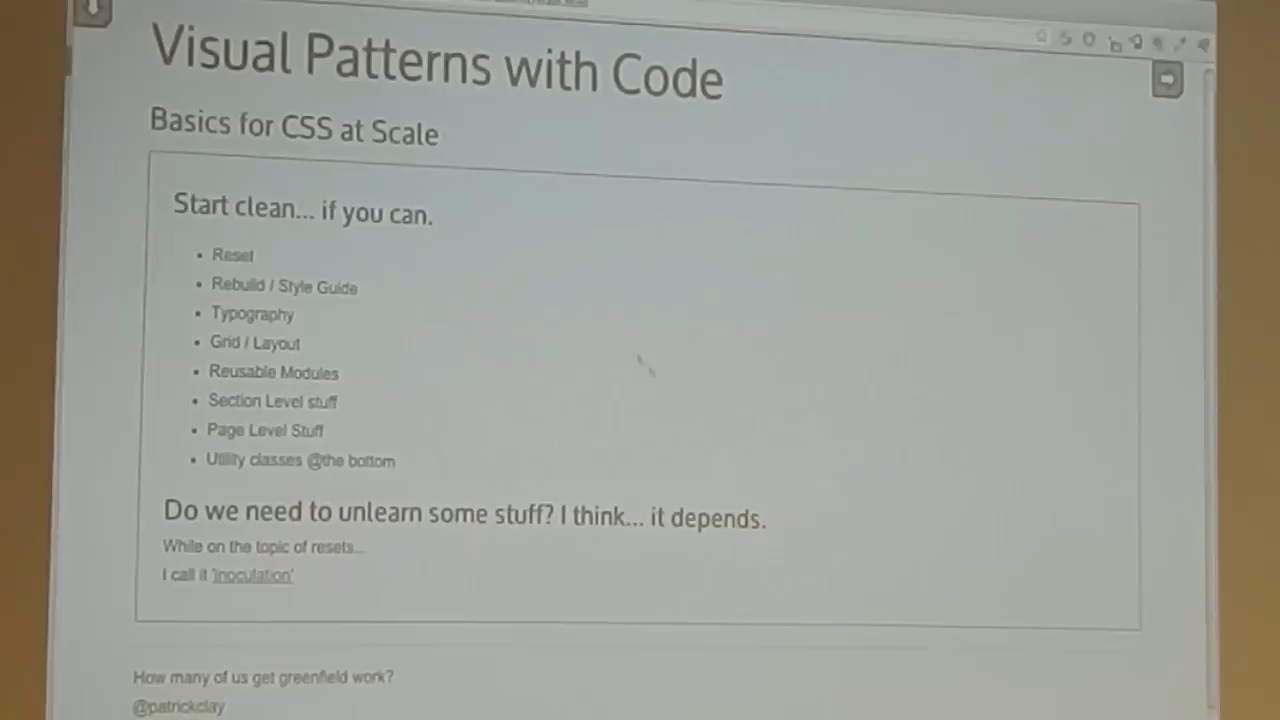 Visual Patterns with Code
Basics for CSS at Scale
Start clean... if you can.
Reset
Rebuild / Style Guide
Typography
Grid / Layout
Reusable Modules
Section Level stuff
Page Level Stuff
Utility classes @the bottom
Do we need to unlearn some stuff? I think... it depends.
While on the topic of resets...
I call it 'inoculation'
How many of us get greenfield work?
@patrickclay